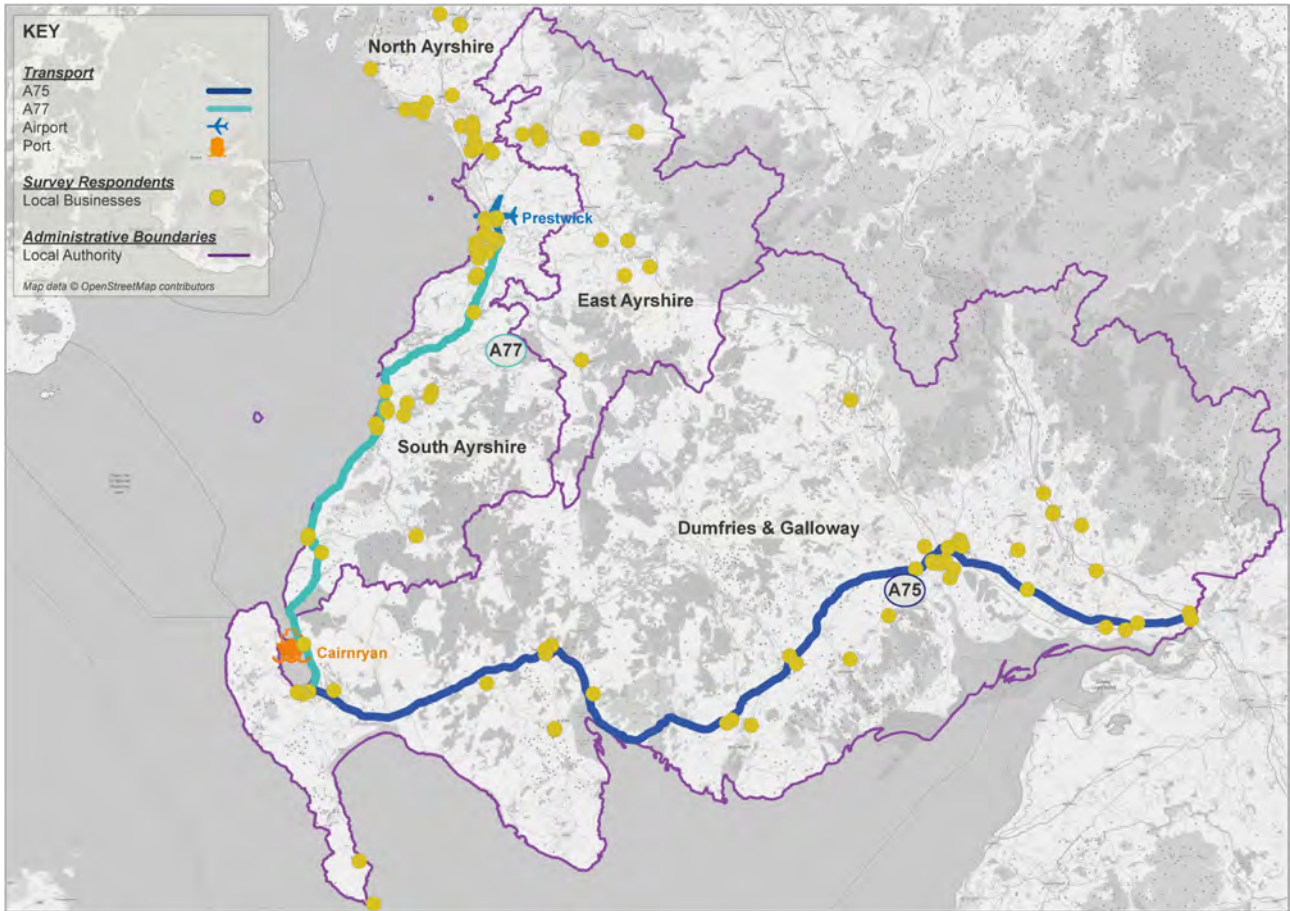 KEY
Transport
A75
A77
Airport
Port
Survey Respondents
Local Businesses
Administrative Boundaries
Local Authority
Map data © OpenStreetMap contributors
North Ayrshire
Prestwick
East Ayrshire
A77
South Ayrshire
Dumfries & Galloway
A75
Cairnryan